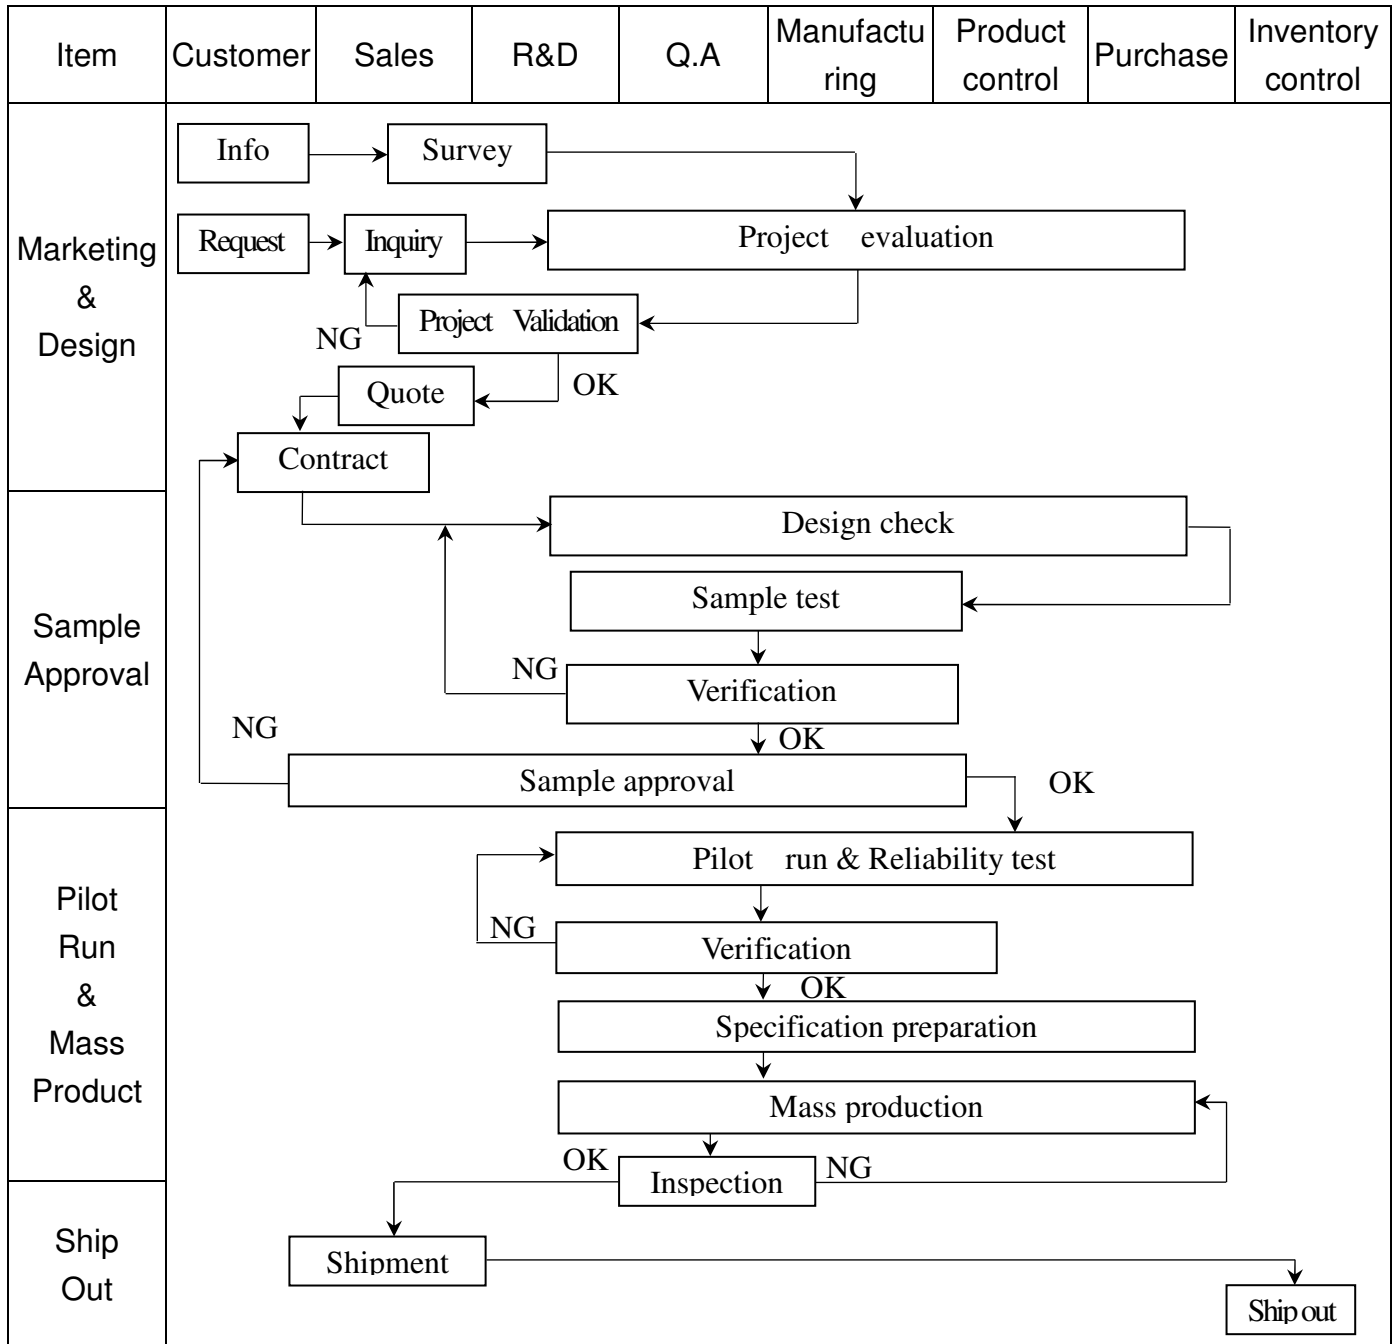 Item
Customer
Sales
R&D
Q.A
Manufactu
ring
Product
control
Purchase
Inventory
control
Marketing
&
Design
Info
Survey
Request
Inquiry
Project evaluation
NG
Project Validation
OK
Quote
Contract
Sample
Approval
Design check
Sample test
NG
Verification
NG
OK
Sample approval
OK
Pilot
Run
&
Mass
Product
Pilot run & Reliability test
NG
Verification
OK
Specification preparation
Mass production
OK
Inspection
NG
Ship
Out
Shipment
Ship out